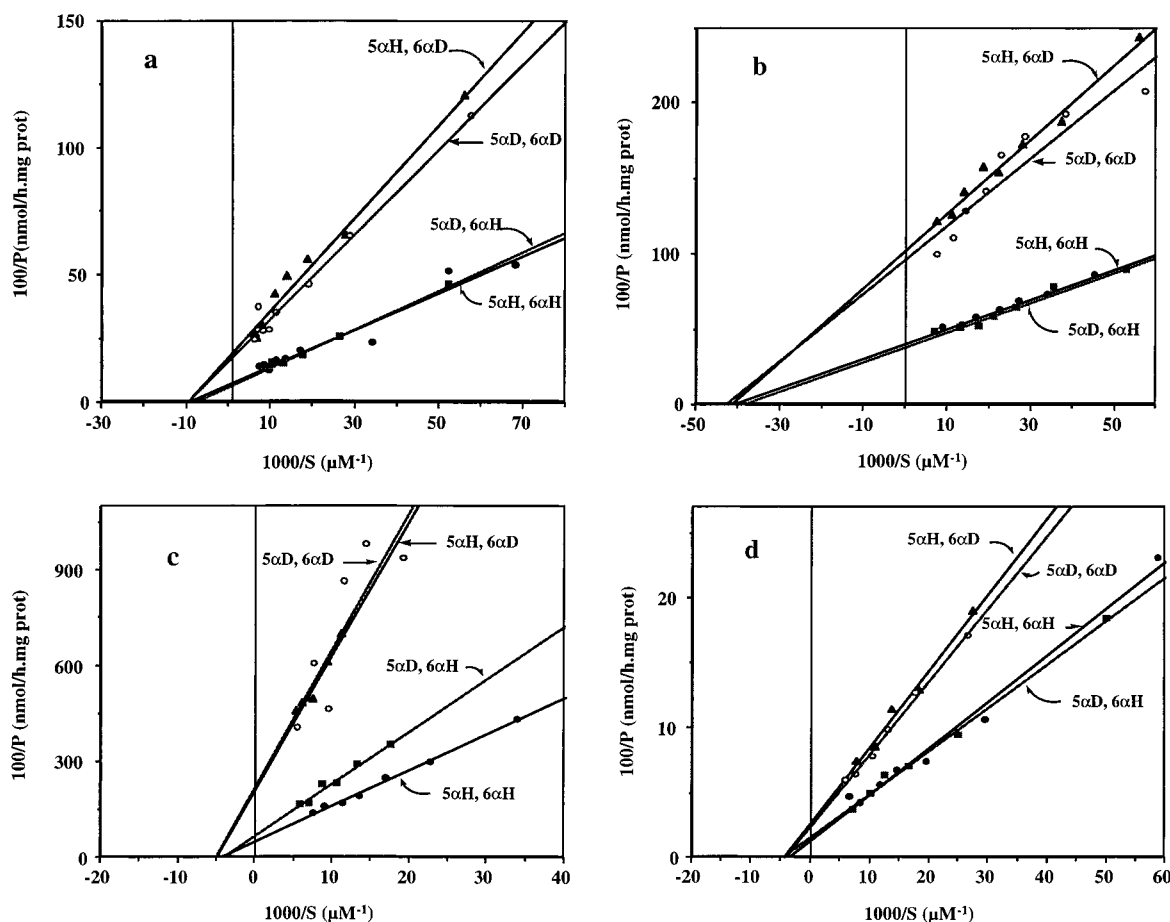 150
a
5αH, 6αD
100
5αD, 6αD
100/P(nmol/h.mg prot)
5αD, 6αH
50
5αH, 6αH
0
-30 -10 10 30 50 70
1000/S (µM⁻¹)
b
5αH, 6αD
200
5αD, 6αD
100/P (nmol/h.mg prot)
5αH, 6αH
100
5αD, 6αH
0
-50 -30 -10 10 30 50
1000/S (µM⁻¹)
c
5αH, 6αD
5αD, 6αD
900
100/P (nmol/h.mg prot)
600
5αD, 6αH
300
5αH, 6αH
0
-20 -10 0 10 20 30 40
1000/S (µM⁻¹)
d
5αH, 6αD
5αD, 6αD
20
100/P (nmol/h.mg prot)
5αH, 6αH
10
5αD, 6αH
0
-20 -10 0 10 20 30 40 50 60
1000/S (µM⁻¹)